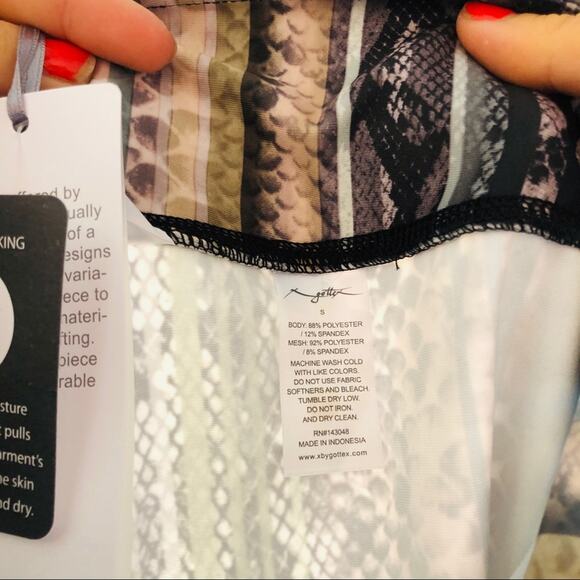 offered by
ually
of a
esigns
varia-
ece to
materi-
fting.
piece
rable
KING
sture
pulls
arment's
e skin
nd dry.
X gottex
S
BODY: 88% POLYESTER
/ 12% SPANDEX
MESH: 92% POLYESTER
/ 8% SPANDEX
MACHINE WASH COLD
WITH LIKE COLORS.
DO NOT USE FABRIC
SOFTNERS AND BLEACH.
TUMBLE DRY LOW.
DO NOT IRON.
AND DRY CLEAN.
RN#143048
MADE IN INDONESIA
www.xbygottex.com